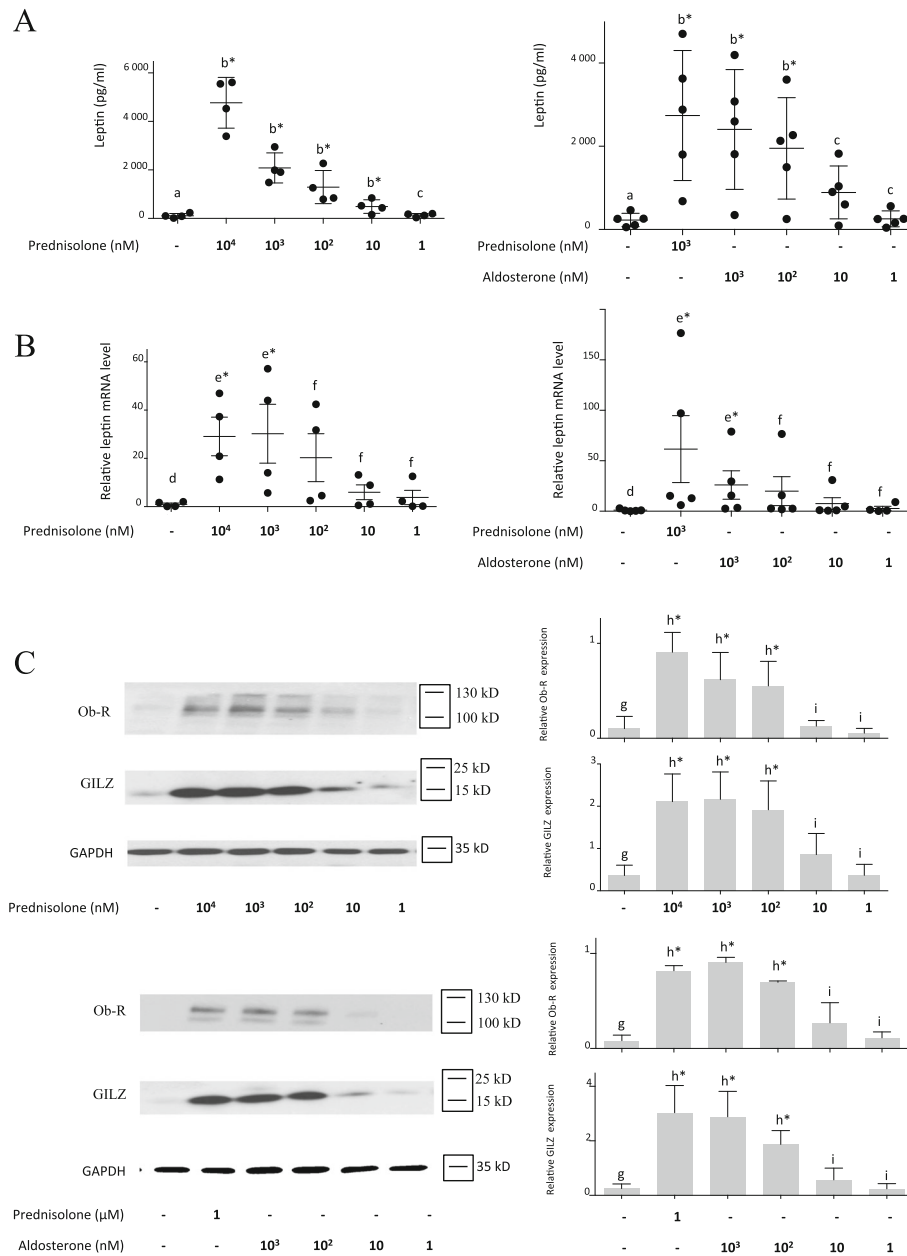 A
Leptin (pg/ml)
6 000
4 000
2 000
0
a b* b* b* b* c
Prednisolone (nM) - 10⁴ 10³ 10² 10 1
Leptin (pg/ml)
4 000
2 000
0
a b* b* b* c c
Prednisolone (nM) - 10³ - - - -
Aldosterone (nM) - - 10³ 10² 10 1
B
Relative leptin mRNA level
60
40
20
0
d e* e* f f f
Prednisolone (nM) - 10⁴ 10³ 10² 10 1
Relative leptin mRNA level
150
100
50
0
d e* e* f f f
Prednisolone (nM) - 10³ - - - -
Aldosterone (nM) - - 10³ 10² 10 1
C
Ob-R
130 kD
100 kD
GILZ
25 kD
15 kD
GAPDH
35 kD
Prednisolone (nM) - 10⁴ 10³ 10² 10 1
Relative Ob-R expression
1
0
g h* h* h* i i
Relative GILZ expression
3
2
1
0
g h* h* h* i i
- 10⁴ 10³ 10² 10 1
Ob-R
130 kD
100 kD
GILZ
25 kD
15 kD
GAPDH
35 kD
Prednisolone (µM) - 1 - - - -
Aldosterone (nM) - - 10³ 10² 10 1
Relative Ob-R expression
1
0
g h* h* h* i i
Relative GILZ expression
4
2
0
g h* h* h* i i
- 1 - - - -
- - 10³ 10² 10 1